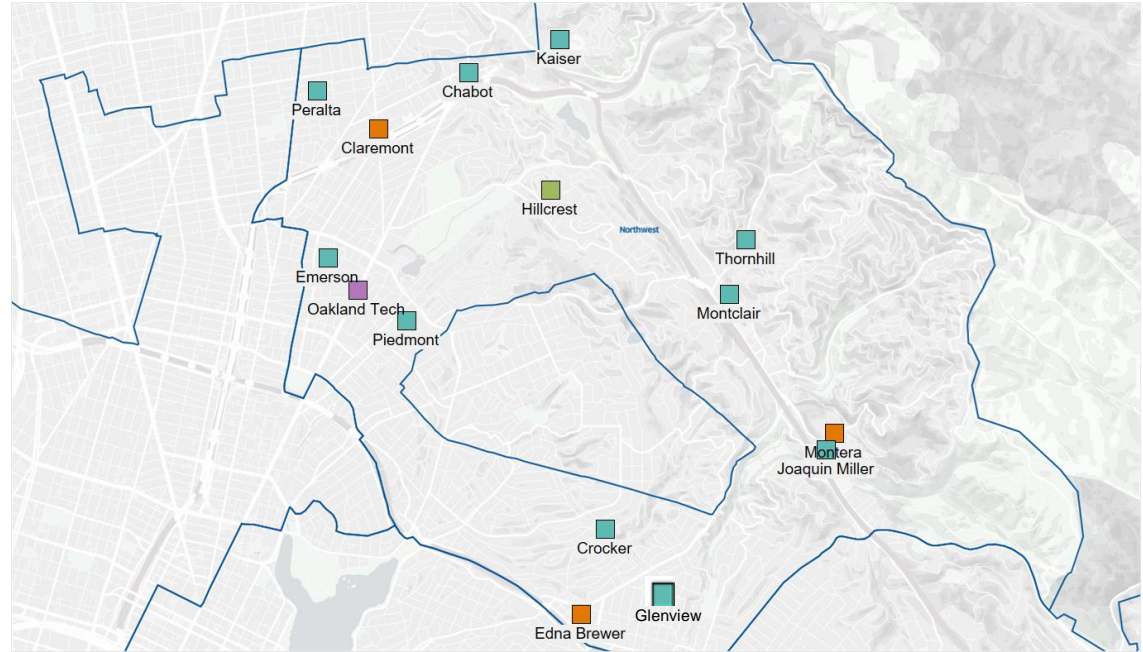 Kaiser
Chabot
Peralta
Claremont
Hillcrest
Northwest
Thornhill
Emerson
Oakland Tech
Montclair
Piedmont
Montera
Joaquin Miller
Crocker
Glenview
Edna Brewer